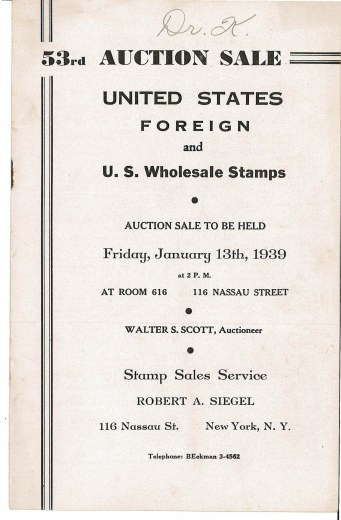 Dr. K.
53rd AUCTION SALE
UNITED STATES
FOREIGN
and
U. S. Wholesale Stamps
AUCTION SALE TO BE HELD
Friday, January 13th, 1939
at 2 P. M.
AT ROOM 616 116 NASSAU STREET
WALTER S. SCOTT, Auctioneer
Stamp Sales Service
ROBERT A. SIEGEL
116 Nassau St. New York, N. Y.
Telephone: BEekman 3-4562